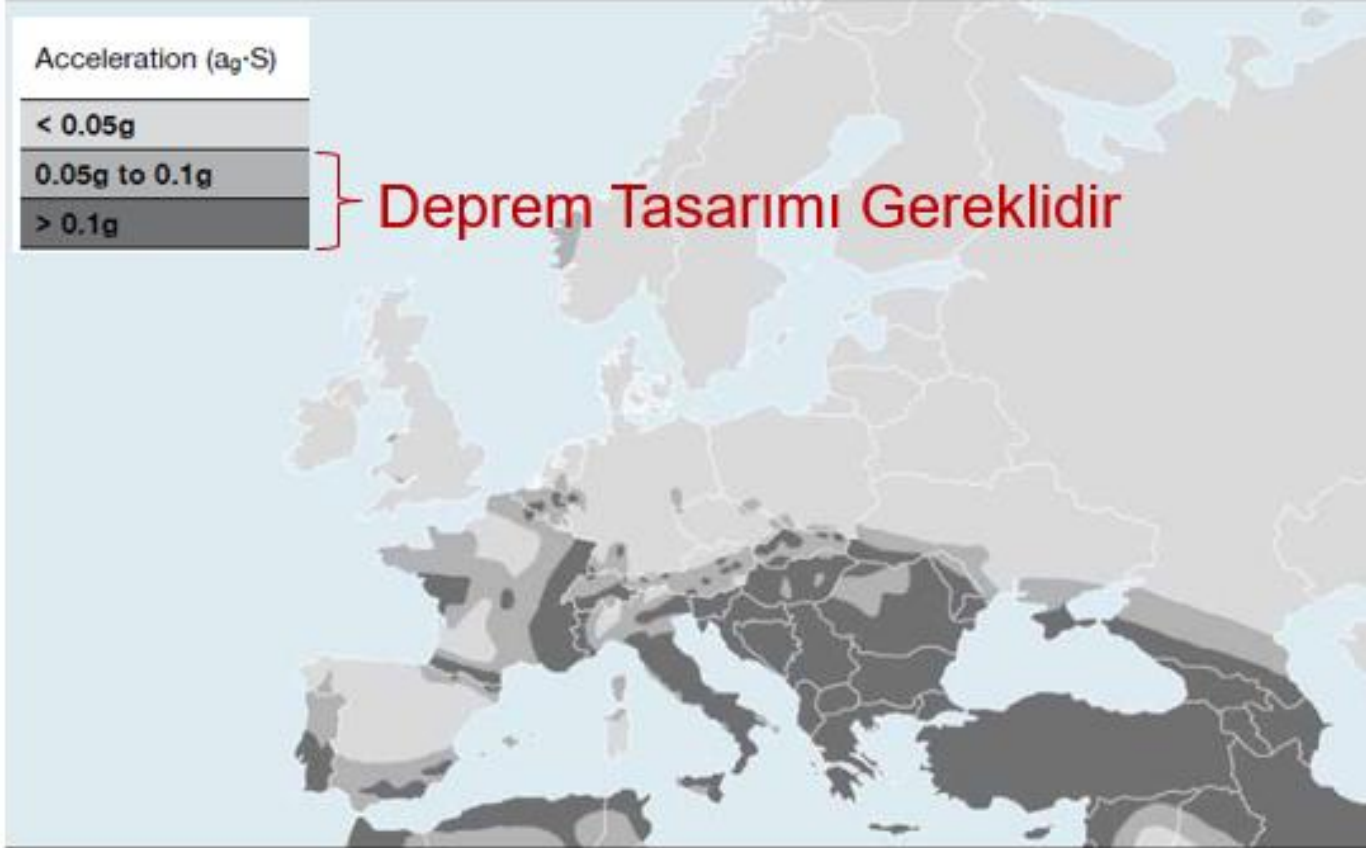 Acceleration (ag·S)
< 0.05g
0.05g to 0.1g
> 0.1g
Deprem Tasarımı Gereklidir